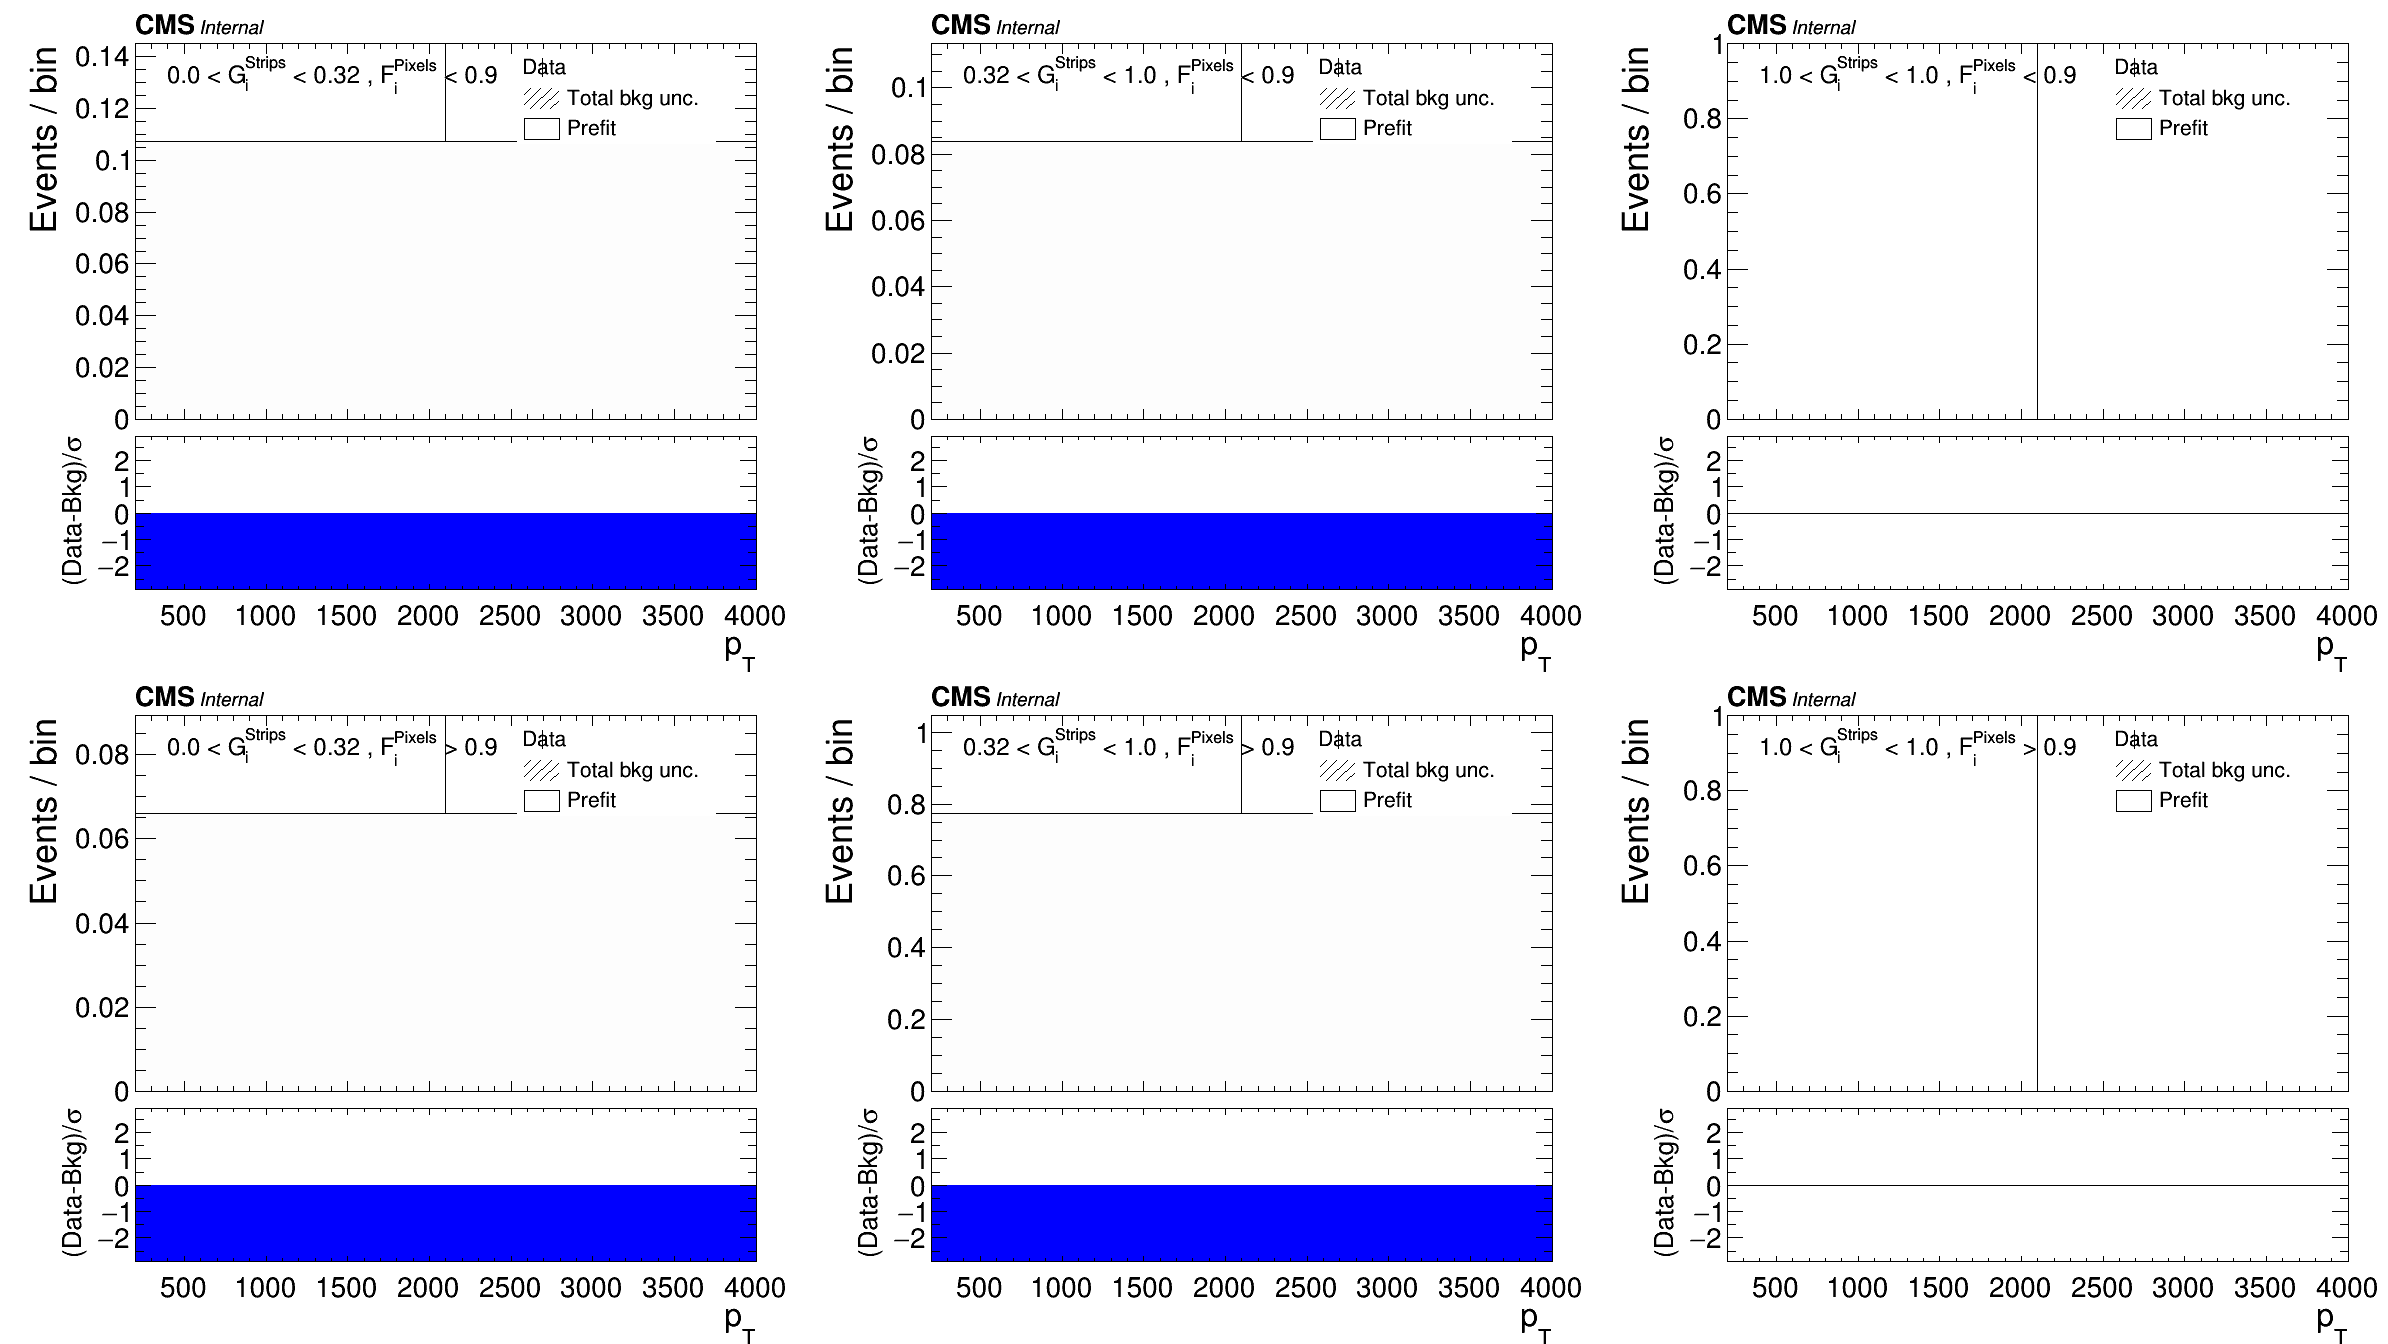 CMS Internal
Events / bin
0.0 < G_i^Strips < 0.32 , F_i^Pixels < 0.9
Data
Total bkg unc.
Prefit
0.14
0.12
0.1
0.08
0.06
0.04
0.02
0
(Data-Bkg)/σ
2
1
0
−1
−2
500 1000 1500 2000 2500 3000 3500 4000
p_T
CMS Internal
Events / bin
0.32 < G_i^Strips < 1.0 , F_i^Pixels < 0.9
Data
Total bkg unc.
Prefit
0.1
0.08
0.06
0.04
0.02
0
(Data-Bkg)/σ
2
1
0
−1
−2
500 1000 1500 2000 2500 3000 3500 4000
p_T
CMS Internal
Events / bin
1.0 < G_i^Strips < 1.0 , F_i^Pixels < 0.9
Data
Total bkg unc.
Prefit
1
0.8
0.6
0.4
0.2
0
(Data-Bkg)/σ
2
1
0
−1
−2
500 1000 1500 2000 2500 3000 3500 4000
p_T
CMS Internal
Events / bin
0.0 < G_i^Strips < 0.32 , F_i^Pixels > 0.9
Data
Total bkg unc.
Prefit
0.08
0.06
0.04
0.02
0
(Data-Bkg)/σ
2
1
0
−1
−2
500 1000 1500 2000 2500 3000 3500 4000
p_T
CMS Internal
Events / bin
0.32 < G_i^Strips < 1.0 , F_i^Pixels > 0.9
Data
Total bkg unc.
Prefit
1
0.8
0.6
0.4
0.2
0
(Data-Bkg)/σ
2
1
0
−1
−2
500 1000 1500 2000 2500 3000 3500 4000
p_T
CMS Internal
Events / bin
1.0 < G_i^Strips < 1.0 , F_i^Pixels > 0.9
Data
Total bkg unc.
Prefit
1
0.8
0.6
0.4
0.2
0
(Data-Bkg)/σ
2
1
0
−1
−2
500 1000 1500 2000 2500 3000 3500 4000
p_T